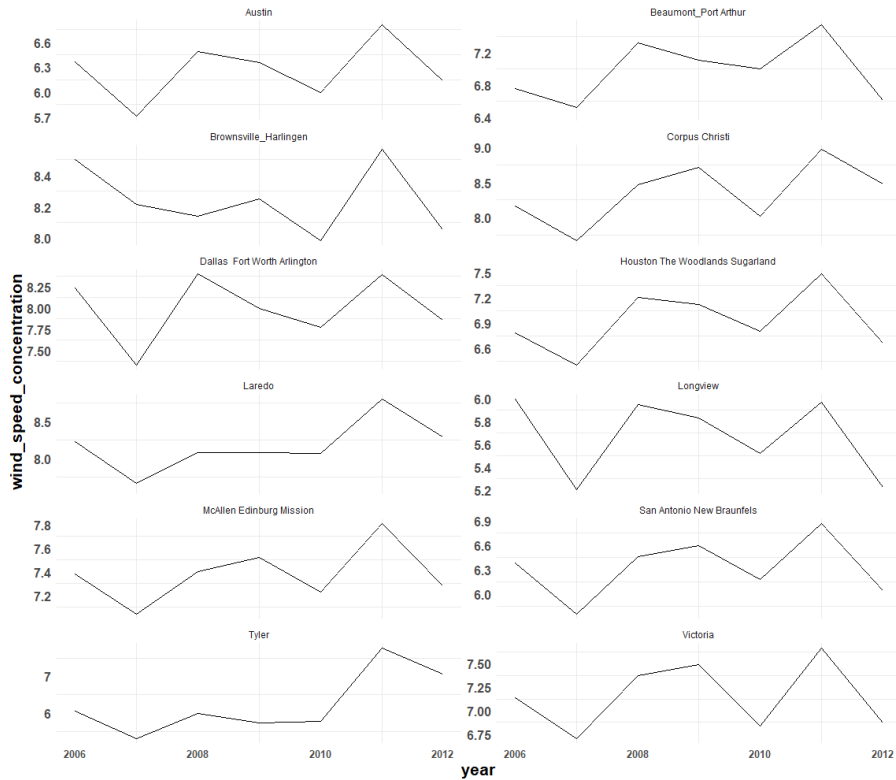 Austin
6.6
6.3
6.0
5.7
Beaumont_Port Arthur
7.2
6.8
6.4
Brownsville_Harlingen
8.4
8.2
8.0
Corpus Christi
9.0
8.5
8.0
Dallas  Fort Worth Arlington
8.25
8.00
7.75
7.50
Houston The Woodlands Sugarland
7.5
7.2
6.9
6.6
wind_speed_concentration
Laredo
8.5
8.0
Longview
6.0
5.8
5.6
5.4
5.2
McAllen Edinburg Mission
7.8
7.6
7.4
7.2
San Antonio New Braunfels
6.9
6.6
6.3
6.0
Tyler
7
6
Victoria
7.50
7.25
7.00
6.75
2006 2008 2010 2012
2006 2008 2010 2012
year